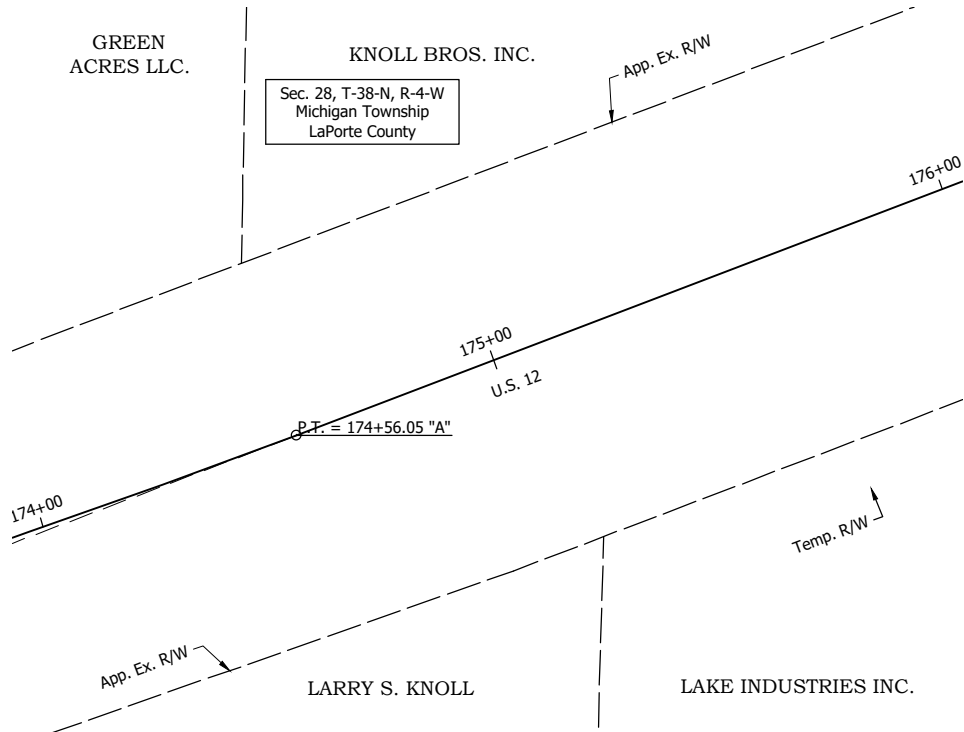 GREEN
ACRES LLC.
KNOLL BROS. INC.
App. Ex. R/W
Sec. 28, T-38-N, R-4-W
Michigan Township
LaPorte County
176+00
175+00
U.S. 12
P.T. = 174+56.05 "A"
174+00
Temp. R/W
App. Ex. R/W
LARRY S. KNOLL
LAKE INDUSTRIES INC.